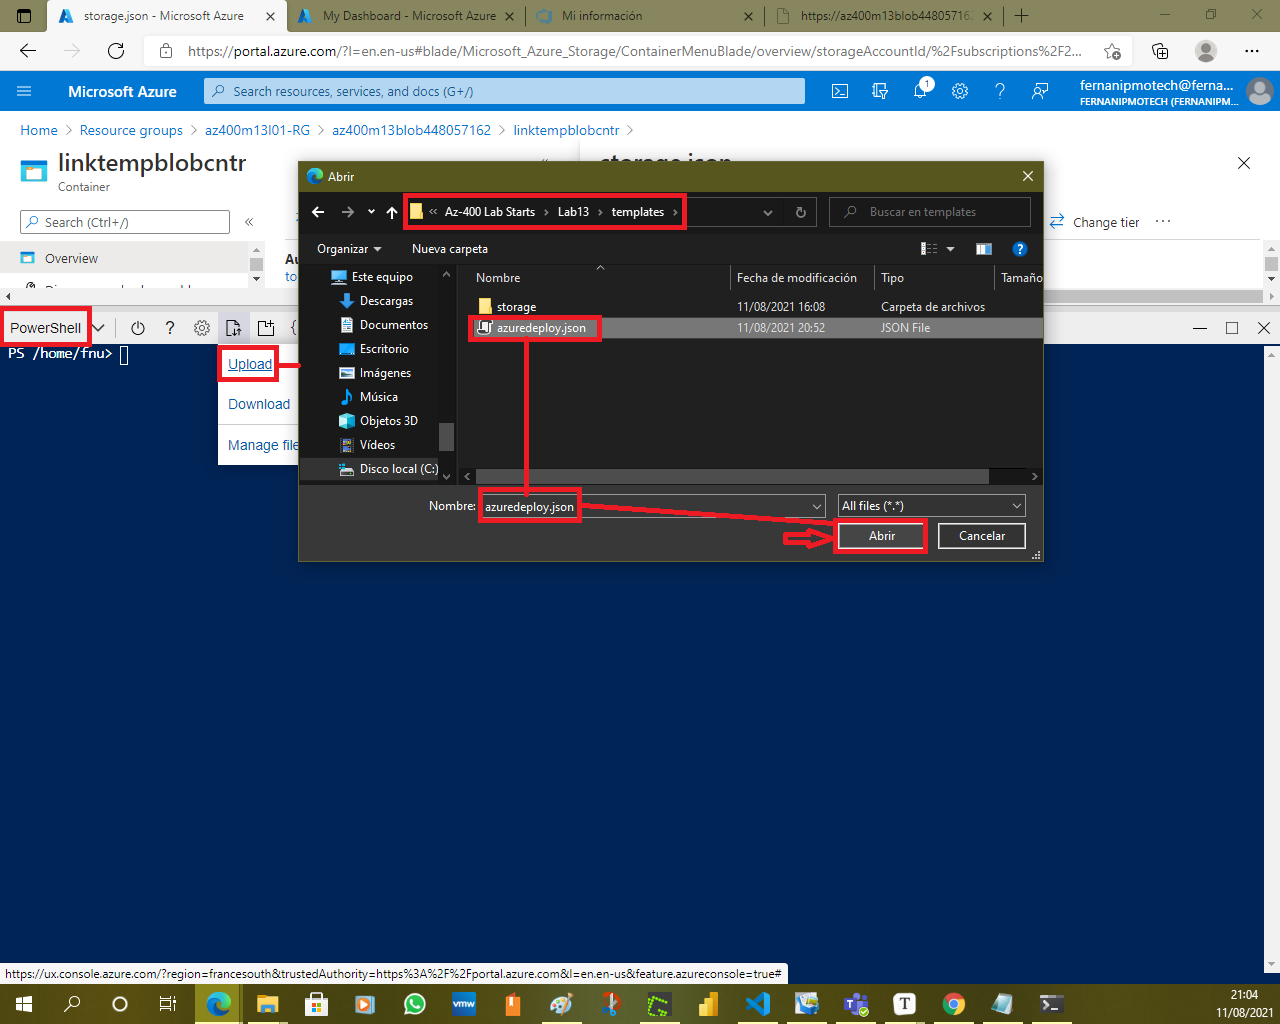 storage.json - Microsoft Azure
My Dashboard - Microsoft Azure
Mi información
https://az400m13blob44805716
https://portal.azure.com/?l=en.en-us#blade/Microsoft_Azure_Storage/ContainerMenuBlade/overview/storageAccountId/%2Fsubscriptions%2F2...
Microsoft Azure
Search resources, services, and docs (G+/)
1
fernanipmotech@ferna...
FERNANIPMOTECH (FERNANIPM...
Home > Resource groups > az400m13l01-RG > az400m13blob448057162 > linktempblobcntr >
linktempblobcntr
Container
storage.json
Search (Ctrl+/)
«
Change tier
...
Overview
to
Abrir
« Az-400 Lab Starts > Lab13 > templates >
Buscar en templates
Organizar
Nueva carpeta
Este equipo
Descargas
Documentos
Escritorio
Imágenes
Música
Objetos 3D
Vídeos
Disco local (C:)
Nombre
Fecha de modificación
Tipo
Tamaño
storage
11/08/2021 16:08
Carpeta de archivos
azuredeploy.json
11/08/2021 20:52
JSON File
Nombre:
azuredeploy.json
All files (*.*)
Abrir
Cancelar
PowerShell
?
{
PS /home/fnu>
Upload
Download
Manage file
https://ux.console.azure.com/?region=francesouth&trustedAuthority=https%3A%2F%2Fportal.azure.com&l=en.en-us&feature.azureconsole=true#
vmw
T
21:04
11/08/2021